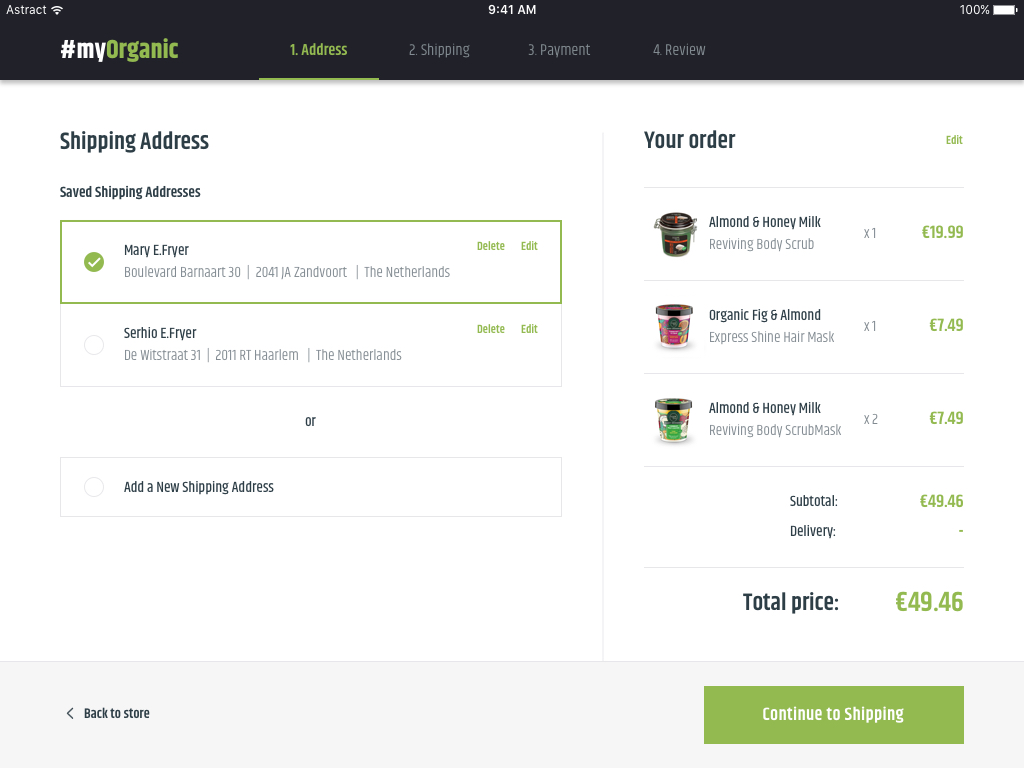 Astract
9:41 AM
100%
#myOrganic
1. Address
2. Shipping
3. Payment
4. Review
Shipping Address
Saved Shipping Addresses
Mary E.Fryer
Delete
Edit
Boulevard Barnaart 30 | 2041 JA Zandvoort | The Netherlands
Serhio E.Fryer
Delete
Edit
De Witstraat 31 | 2011 RT Haarlem | The Netherlands
or
Add a New Shipping Address
Your order
Edit
Almond & Honey Milk
Reviving Body Scrub
x 1
€19.99
Organic Fig & Almond
Express Shine Hair Mask
x 1
€7.49
Almond & Honey Milk
Reviving Body ScrubMask
x 2
€7.49
Subtotal:
€49.46
Delivery:
-
Total price:
€49.46
Back to store
Continue to Shipping